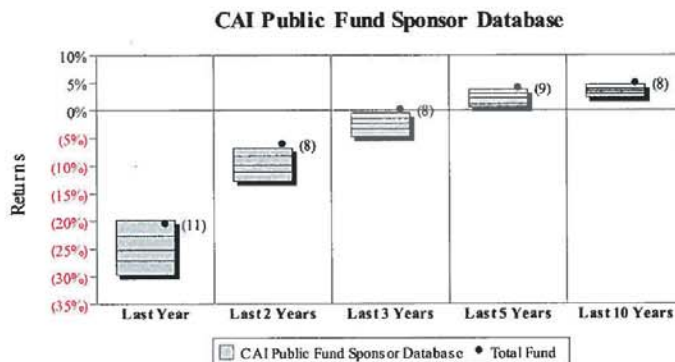 CAI Public Fund Sponsor Database
10%
5%
0%
(5%)
(10%)
(15%)
(20%)
(25%)
(30%)
(35%)
Returns
(11)
(8)
(8)
(9)
(8)
Last Year
Last 2 Years
Last 3 Years
Last 5 Years
Last 10 Years
CAI Public Fund Sponsor Database
Total Fund